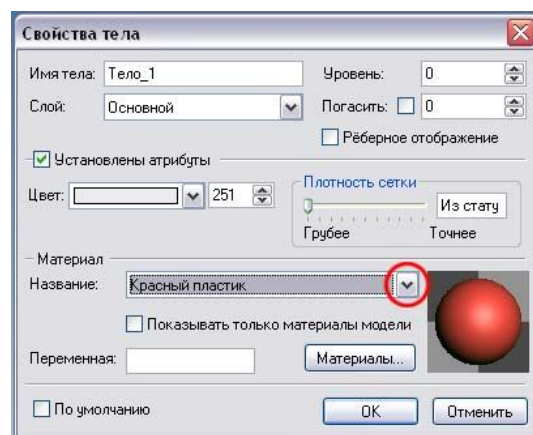 Свойства тела
Имя тела: Тело_1 Уровень: 0
Слой: Основной Погасить: 0
Рёберное отображение
Установлены атрибуты
Плотность сетки
Цвет: 251 Из стату
Грубее Точнее
Материал
Название: Красный пластик
Показывать только материалы модели
Переменная: Материалы...
По умолчанию OK Отменить